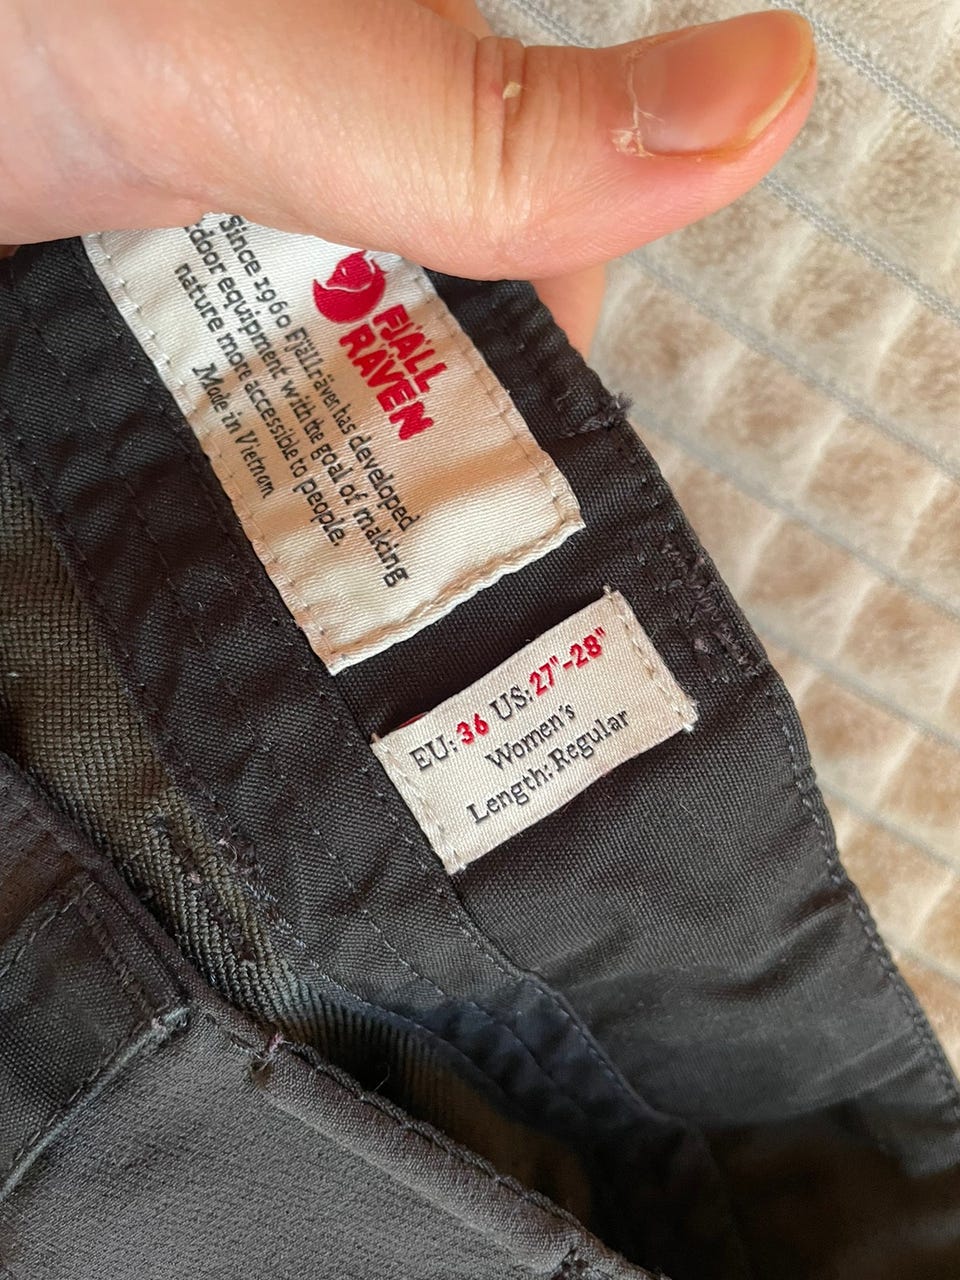 FJÄLL
RÄVEN
Since 1960 Fjällräven has developed
equipment with the goal of making
nature more accessible to people.
Made in Vietnam
EU: 36 US: 27"-28"
Women's
Length: Regular